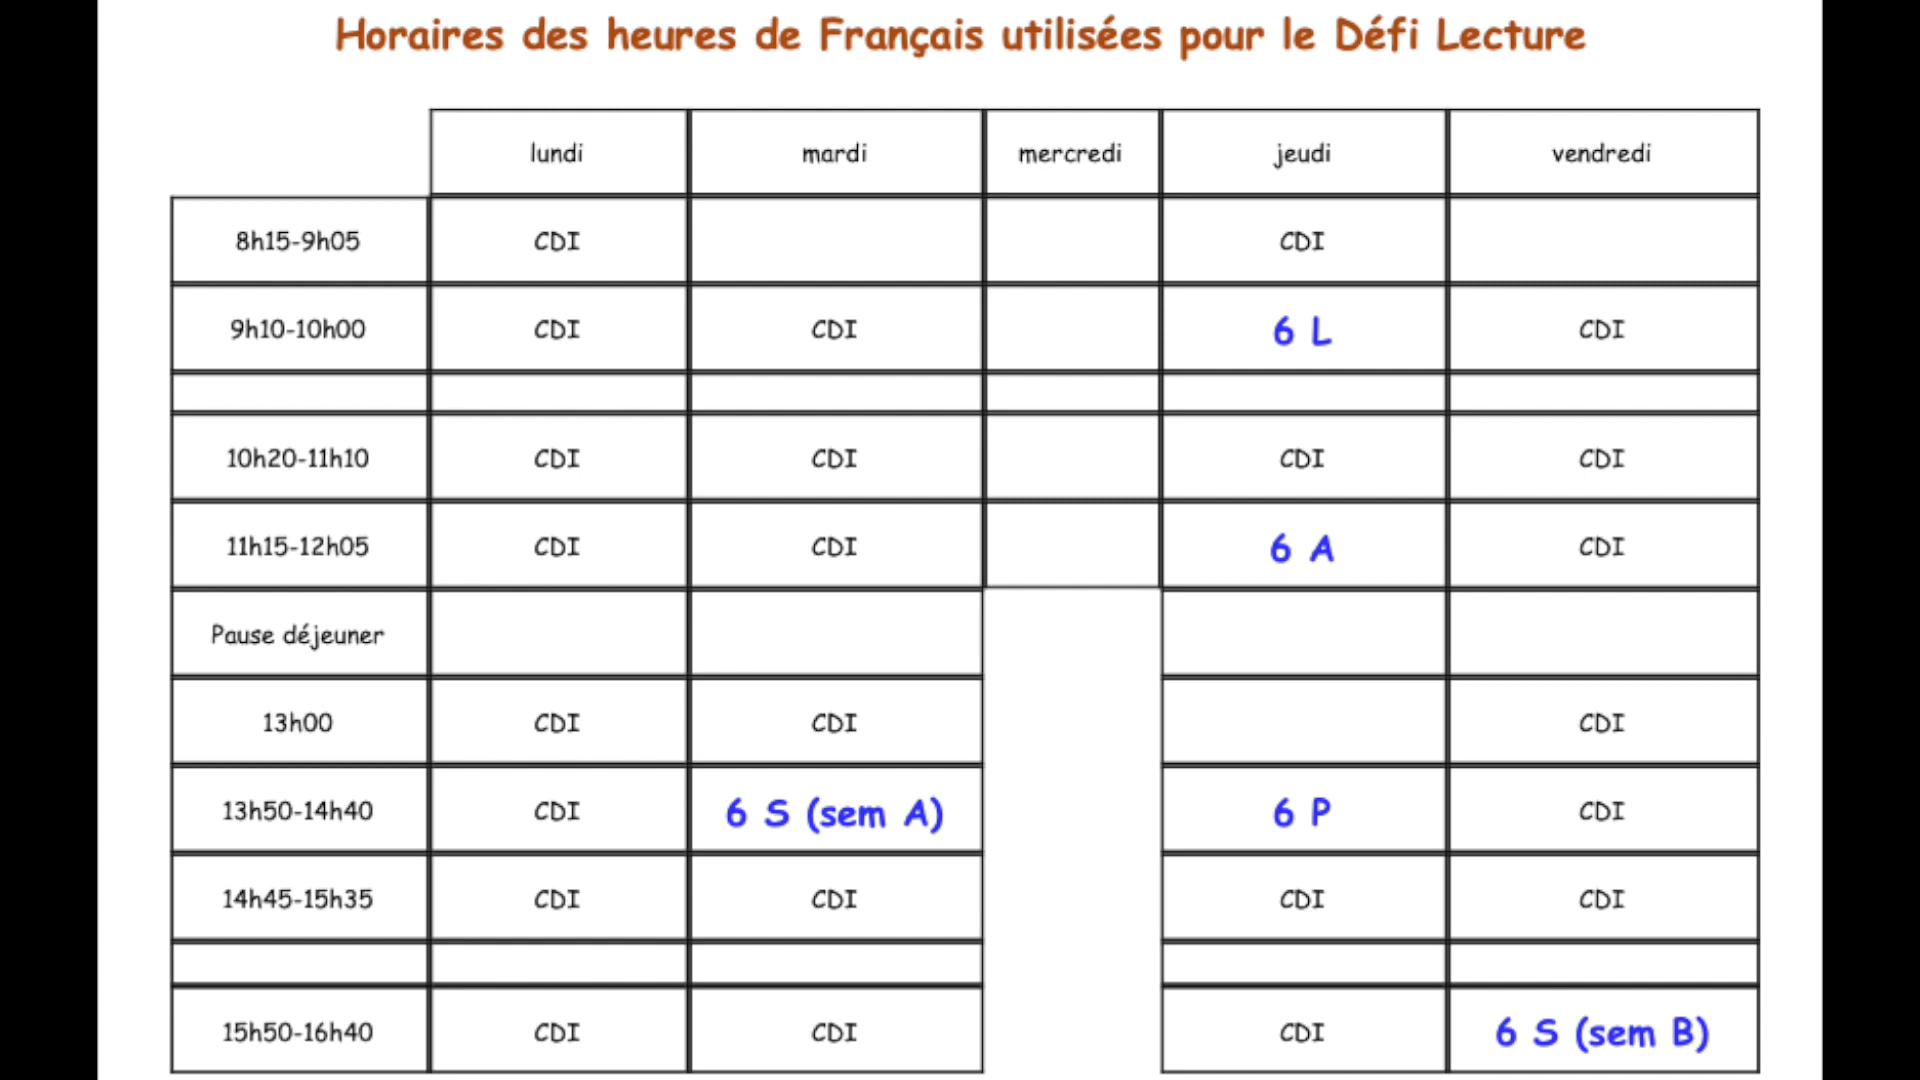 Horaires des heures de Français utilisées pour le Défi Lecture
lundi mardi mercredi jeudi vendredi
8h15-9h05 CDI CDI
9h10-10h00 CDI CDI 6 L CDI
10h20-11h10 CDI CDI CDI CDI
11h15-12h05 CDI CDI 6 A CDI
Pause déjeuner
13h00 CDI CDI CDI
13h50-14h40 CDI 6 S (sem A) 6 P CDI
14h45-15h35 CDI CDI CDI CDI
15h50-16h40 CDI CDI CDI 6 S (sem B)